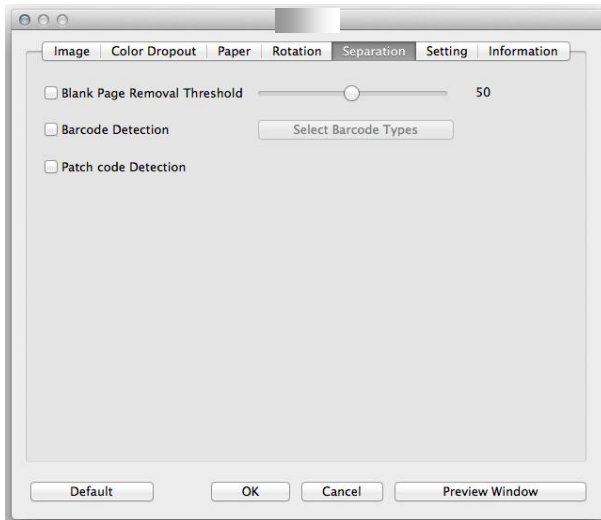 Image Color Dropout Paper Rotation Separation Setting Information
Blank Page Removal Threshold 50
Barcode Detection Select Barcode Types
Patch code Detection
Default OK Cancel Preview Window